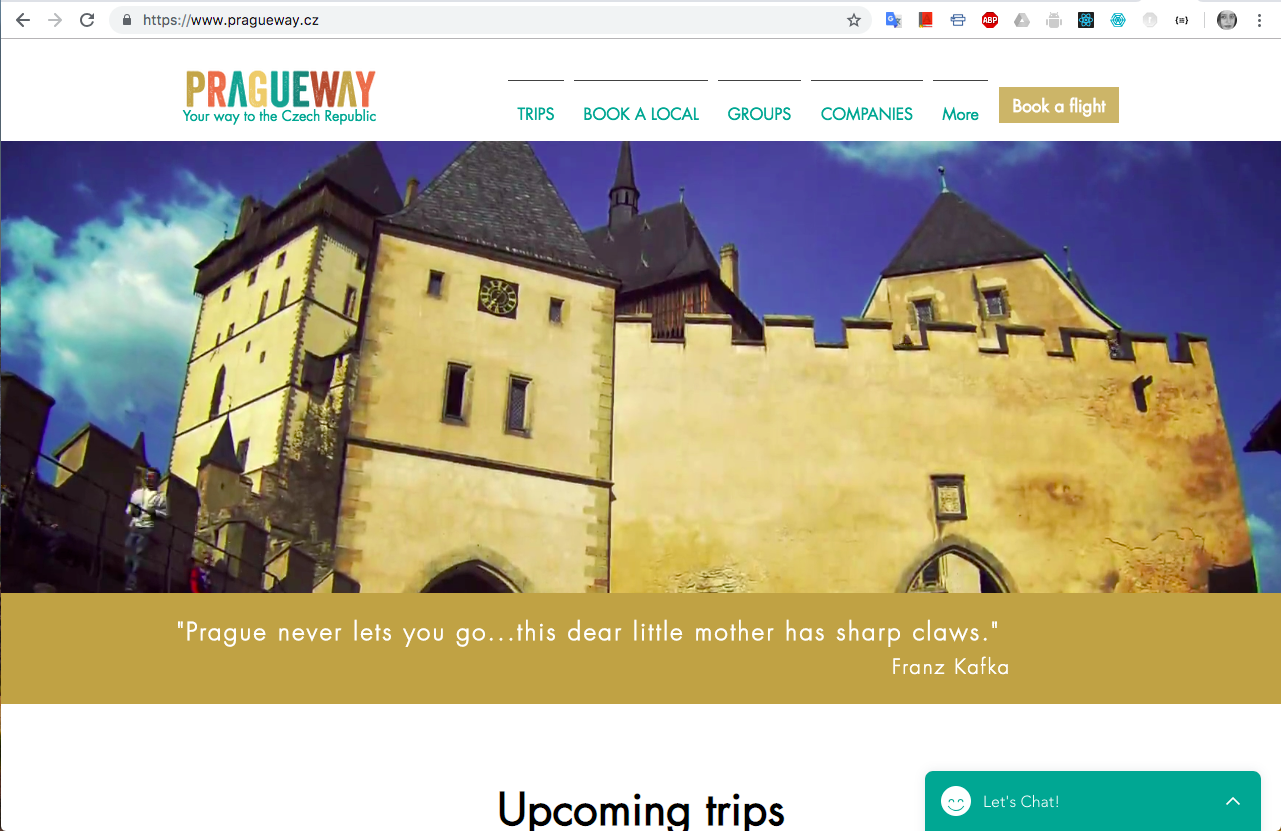 https://www.pragueway.cz
ABP
PRAGUEWAY
Your way to the Czech Republic
TRIPS
BOOK A LOCAL
GROUPS
COMPANIES
More
Book a flight
"Prague never lets you go...this dear little mother has sharp claws."
Franz Kafka
Upcoming trips
Let's Chat!